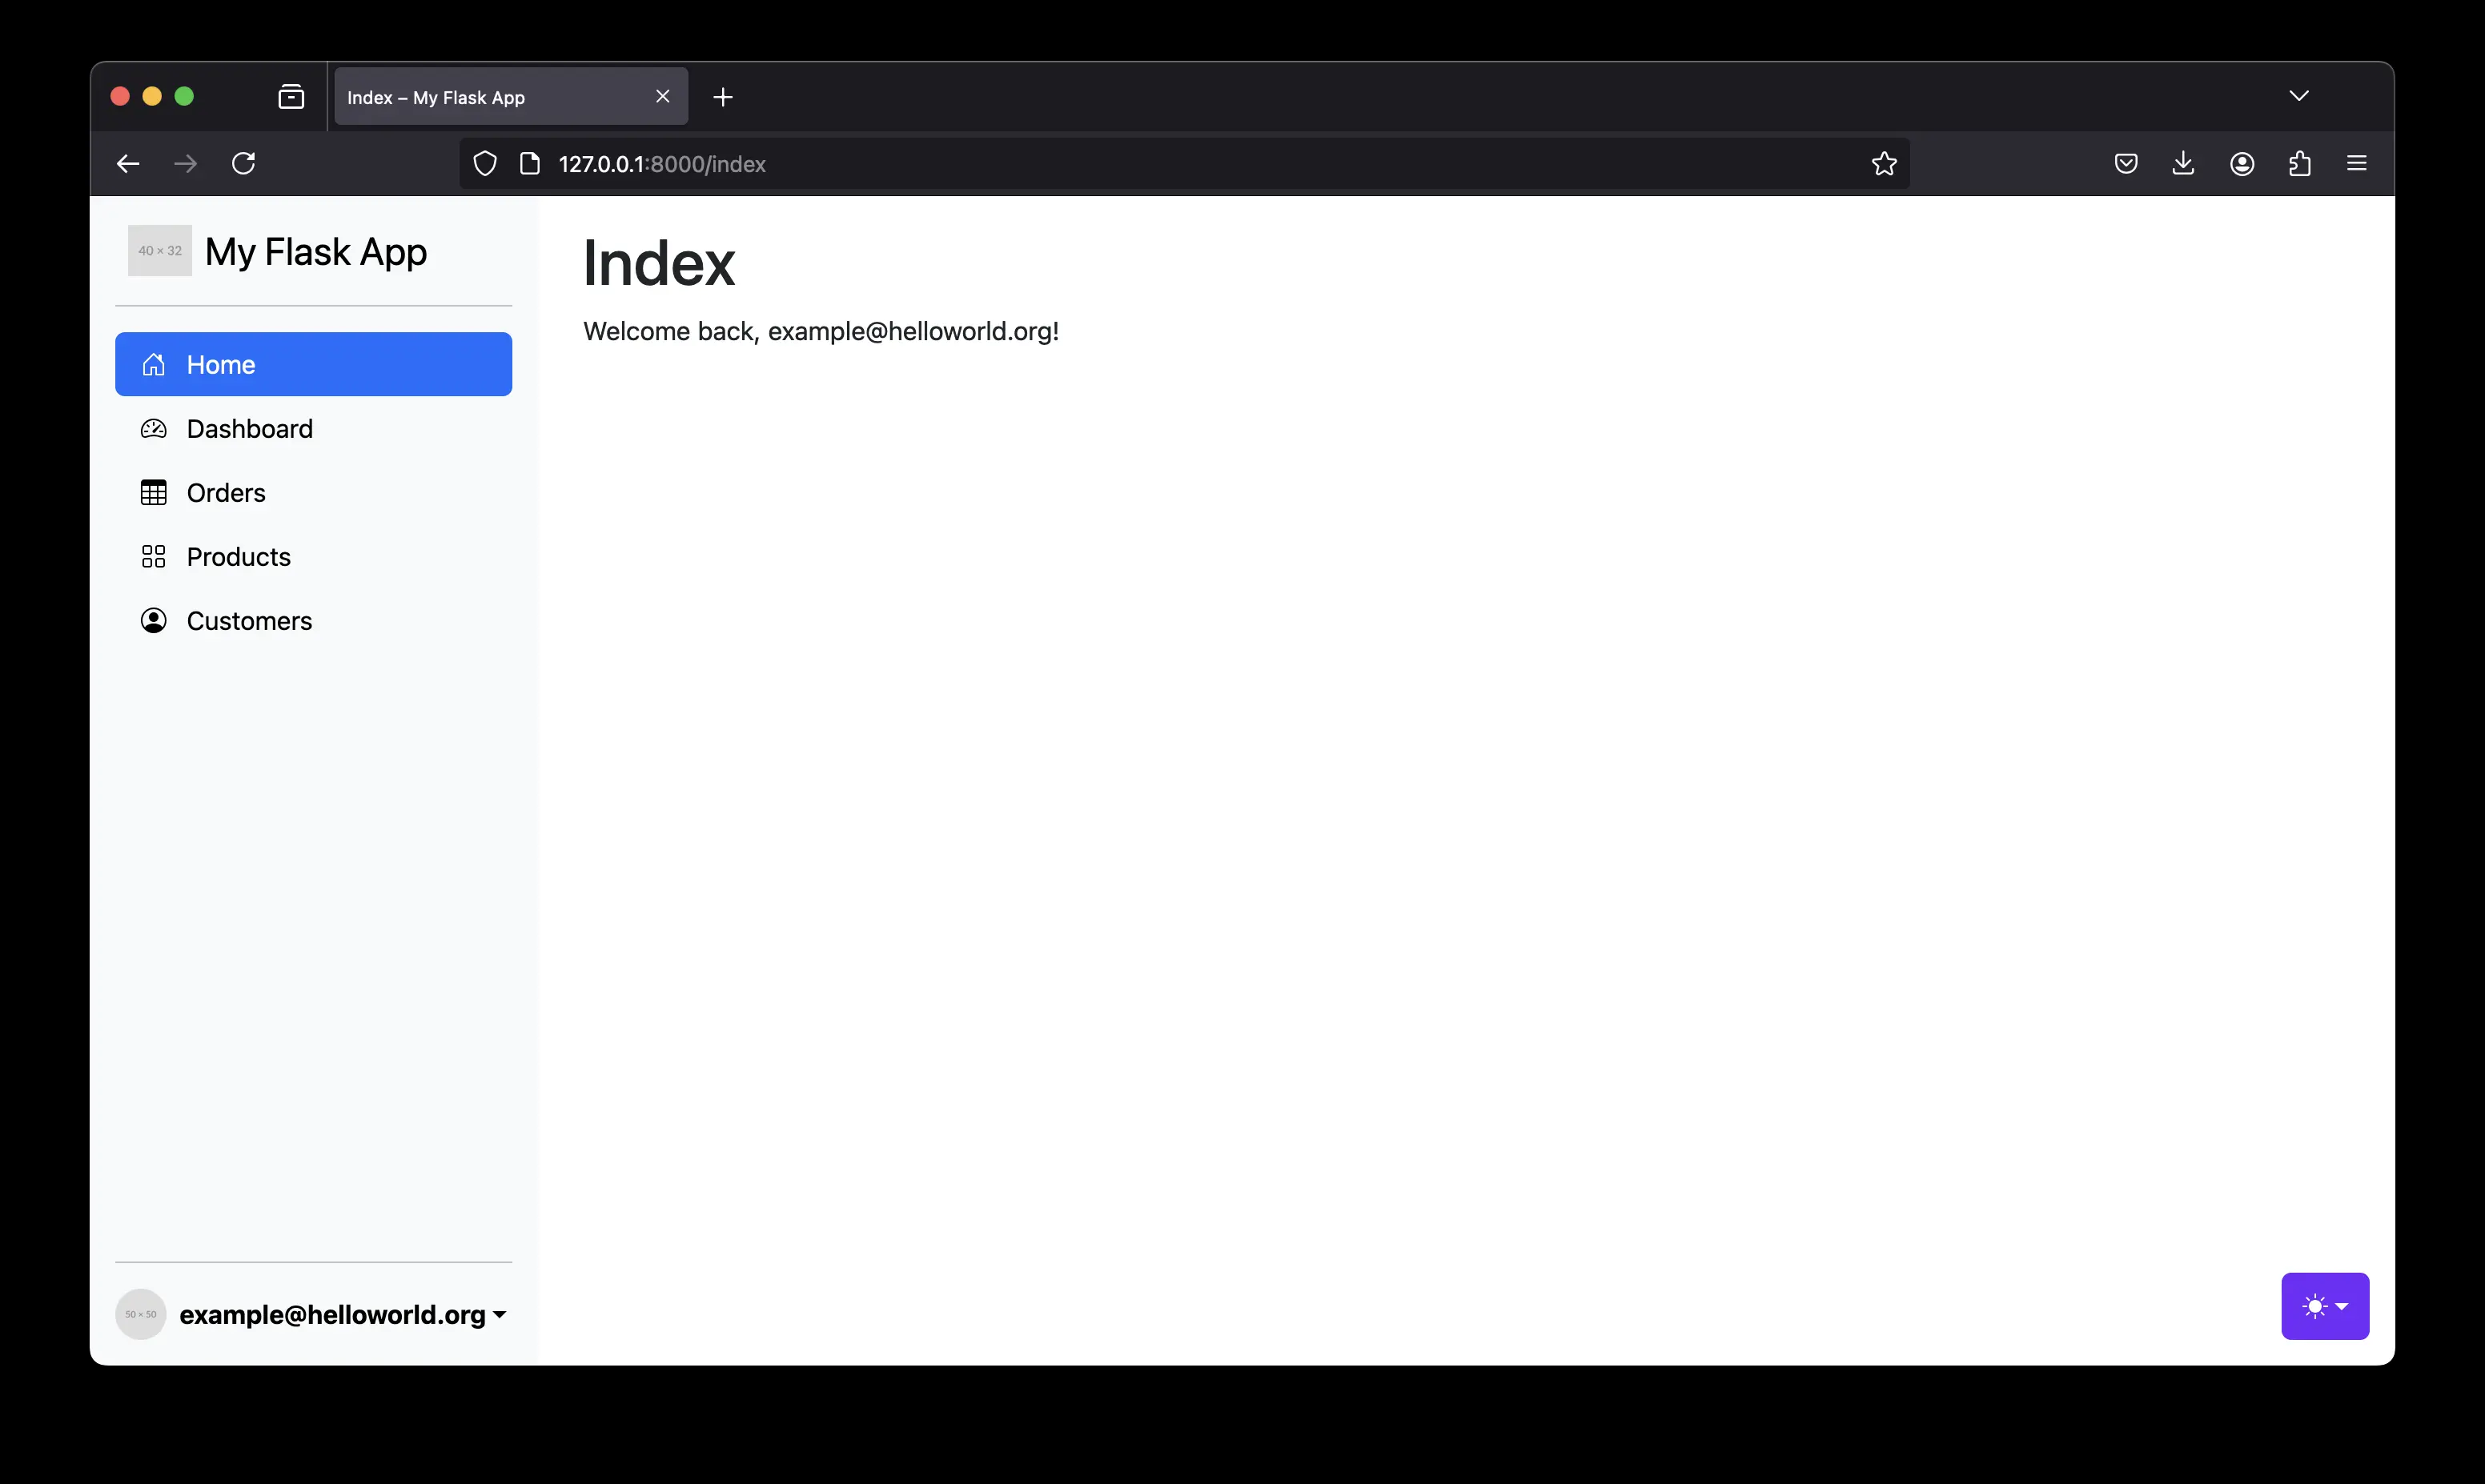 Index – My Flask App
127.0.0.1:8000/index
40 × 32
My Flask App
Home
Dashboard
Orders
Products
Customers
50 × 50
example@helloworld.org
Index
Welcome back, example@helloworld.org!